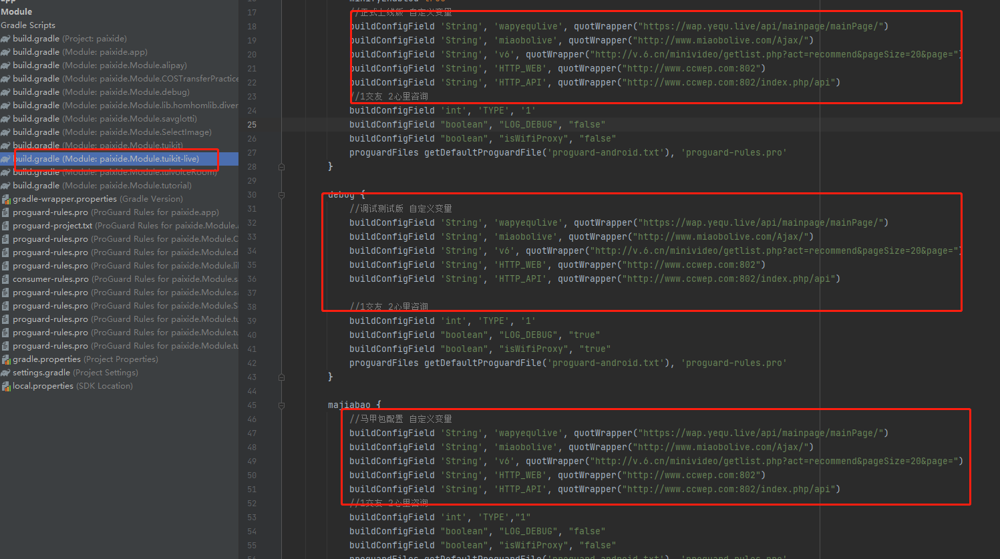 app
Module
Gradle Scripts
build.gradle (Project: paixide)
build.gradle (Module: paixide.app)
build.gradle (Module: paixide.Module.alipay)
build.gradle (Module: paixide.Module.COSTransferPractice
build.gradle (Module: paixide.Module.debug)
build.gradle (Module: paixide.Module.lib.homhomlib.diver
build.gradle (Module: paixide.Module.savglotti)
build.gradle (Module: paixide.Module.SelectImage)
build.gradle (Module: paixide.Module.tuikit)
build.gradle (Module: paixide.Module.tuikit-live)
build.gradle (Module: paixide.Module.tuivoiceRoom)
build.gradle (Module: paixide.Module.tutorial)
gradle-wrapper.properties (Gradle Version)
proguard-rules.pro (ProGuard Rules for paixide.app)
proguard-project.txt (ProGuard Rules for paixide.Module.a
proguard-rules.pro (ProGuard Rules for paixide.Module.C
proguard-rules.pro (ProGuard Rules for paixide.Module.d
proguard-rules.pro (ProGuard Rules for paixide.Module.lil
consumer-rules.pro (ProGuard Rules for paixide.Module.s
proguard-rules.pro (ProGuard Rules for paixide.Module.sa
proguard-rules.pro (ProGuard Rules for paixide.Module.S
proguard-rules.pro (ProGuard Rules for paixide.Module.tu
proguard-rules.pro (ProGuard Rules for paixide.Module.tu
proguard-rules.pro (ProGuard Rules for paixide.Module.tu
gradle.properties (Project Properties)
settings.gradle (Project Settings)
local.properties (SDK Location)
16 minifyEnabled true
17 //正式上线版 自定义变量
18 buildConfigField 'String', 'wapyequlive', quotWrapper("https://wap.yequ.live/api/mainpage/mainPage/")
19 buildConfigField 'String', 'miaobolive', quotWrapper("http://www.miaobolive.com/Ajax/")
20 buildConfigField 'String', 'v6', quotWrapper("http://v.6.cn/minivideo/getlist.php?act=recommend&pageSize=20&page=")
21 buildConfigField 'String', 'HTTP_WEB', quotWrapper("http://www.ccwep.com:802")
22 buildConfigField 'String', 'HTTP_API', quotWrapper("http://www.ccwep.com:802/index.php/api")
23 //1交友 2心里咨询
24 buildConfigField 'int', 'TYPE', '1'
25 buildConfigField "boolean", "LOG_DEBUG", "false"
26 buildConfigField "boolean", "isWifiProxy", "false"
27 proguardFiles getDefaultProguardFile('proguard-android.txt'), 'proguard-rules.pro'
28 }
29
30 debug {
31 //调试测试版 自定义变量
32 buildConfigField 'String', 'wapyequlive', quotWrapper("https://wap.yequ.live/api/mainpage/mainPage/")
33 buildConfigField 'String', 'miaobolive', quotWrapper("http://www.miaobolive.com/Ajax/")
34 buildConfigField 'String', 'v6', quotWrapper("http://v.6.cn/minivideo/getlist.php?act=recommend&pageSize=20&page=")
35 buildConfigField 'String', 'HTTP_WEB', quotWrapper("http://www.ccwep.com:802")
36 buildConfigField 'String', 'HTTP_API', quotWrapper("http://www.ccwep.com:802/index.php/api")
37
38 //1交友 2心里咨询
39 buildConfigField 'int', 'TYPE', '1'
40 buildConfigField "boolean", "LOG_DEBUG", "true"
41 buildConfigField "boolean", "isWifiProxy", "true"
42 proguardFiles getDefaultProguardFile('proguard-android.txt'), 'proguard-rules.pro'
43 }
44
45 majiabao {
46 //马甲包配置 自定义变量
47 buildConfigField 'String', 'wapyequlive', quotWrapper("https://wap.yequ.live/api/mainpage/mainPage/")
48 buildConfigField 'String', 'miaobolive', quotWrapper("http://www.miaobolive.com/Ajax/")
49 buildConfigField 'String', 'v6', quotWrapper("http://v.6.cn/minivideo/getlist.php?act=recommend&pageSize=20&page=")
50 buildConfigField 'String', 'HTTP_WEB', quotWrapper("http://www.ccwep.com:802")
51 buildConfigField 'String', 'HTTP_API', quotWrapper("http://www.ccwep.com:802/index.php/api")
52 //1交友 2心里咨询
53 buildConfigField 'int', 'TYPE',"1"
54 buildConfigField "boolean", "LOG_DEBUG", "false"
55 buildConfigField "boolean", "isWifiProxy", "false"
56 proguardFiles getDefaultProguardFile('proguard-android.txt'), 'proguard-rules.pro'